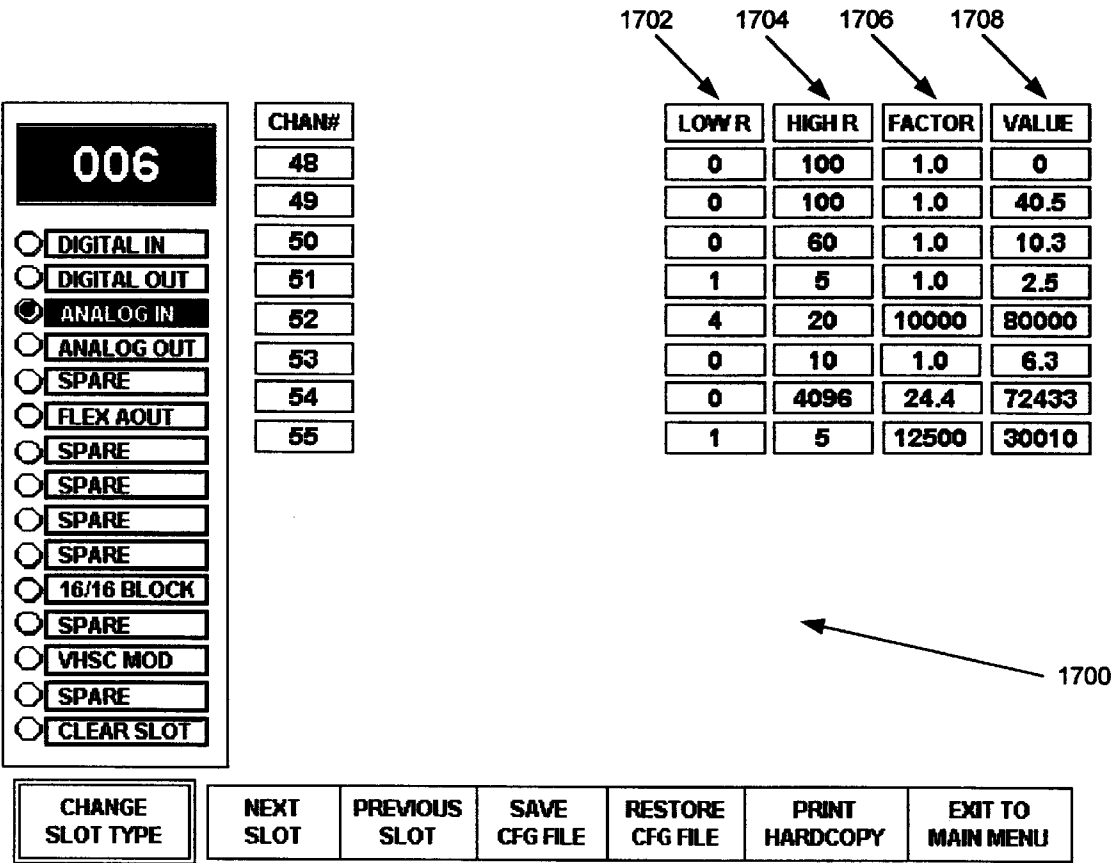 1702 1704 1706 1708
CHAN# LOW R HIGH R FACTOR VALUE
006
48 0 100 1.0 0
49 0 100 1.0 40.5
50 0 60 1.0 10.3
51 1 5 1.0 2.5
52 4 20 10000 80000
53 0 10 1.0 6.3
54 0 4096 24.4 72433
55 1 5 12500 30010
DIGITAL IN
DIGITAL OUT
ANALOG IN
ANALOG OUT
SPARE
FLEX AOUT
SPARE
SPARE
SPARE
SPARE
16/16 BLOCK
SPARE
VHSC MOD
SPARE
CLEAR SLOT
1700
CHANGE
SLOT TYPE
NEXT
SLOT
PREVIOUS
SLOT
SAVE
CFG FILE
RESTORE
CFG FILE
PRINT
HARDCOPY
EXIT TO
MAIN MENU